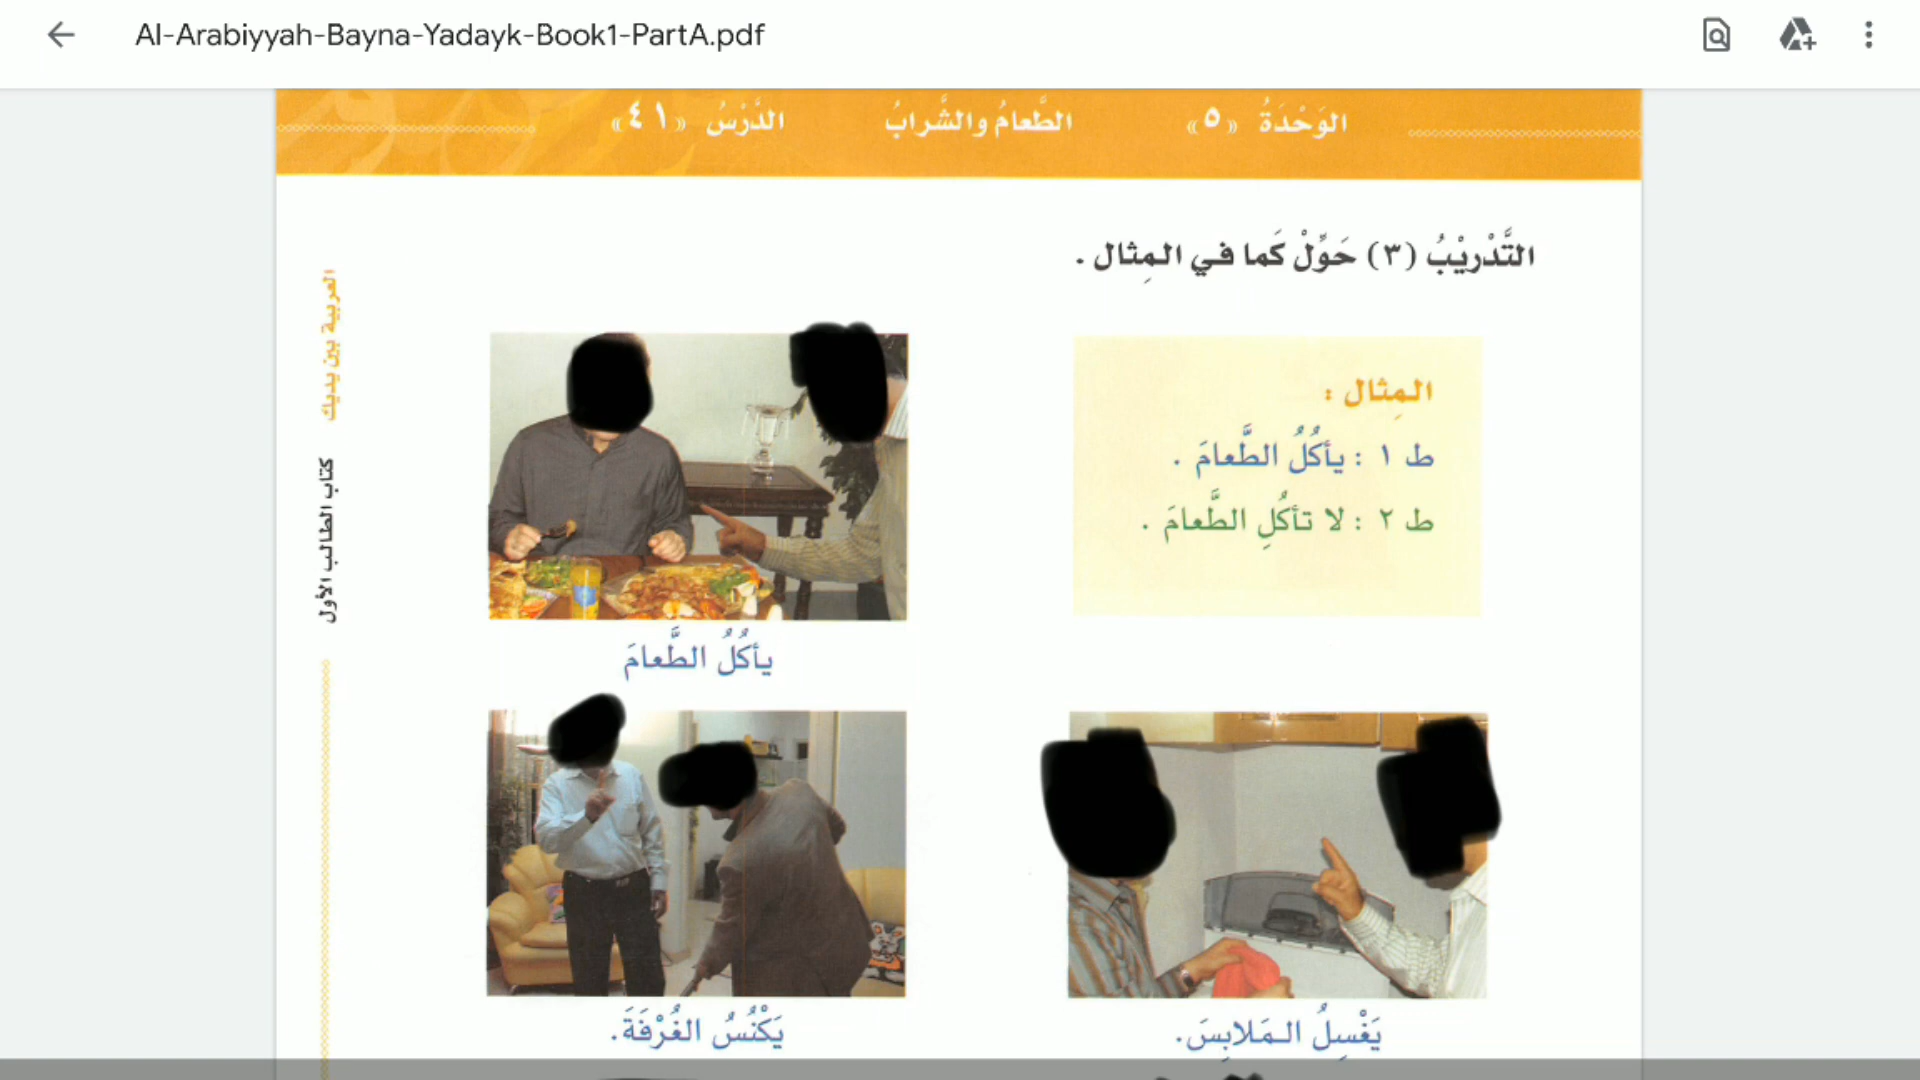 Al-Arabiyyah-Bayna-Yadayk-Book1-PartA.pdf
الوَحْدَةُ «٥» الطَّعامُ والشَّرابُ الدَّرْسُ «٤١»
التَّدْرِيْبُ (٣) حَوِّلْ كَما في المِثال .
المِثال :
ط ١ : يأكُلُ الطَّعامَ .
ط ٢ : لا تأكُلِ الطَّعامَ .
يأكُلُ الطَّعامَ
يَغْسِلُ المَلابِسَ.
يَكْنُسُ الغُرْفَةَ.
العربية بين يديك
كتاب الطالب الأول